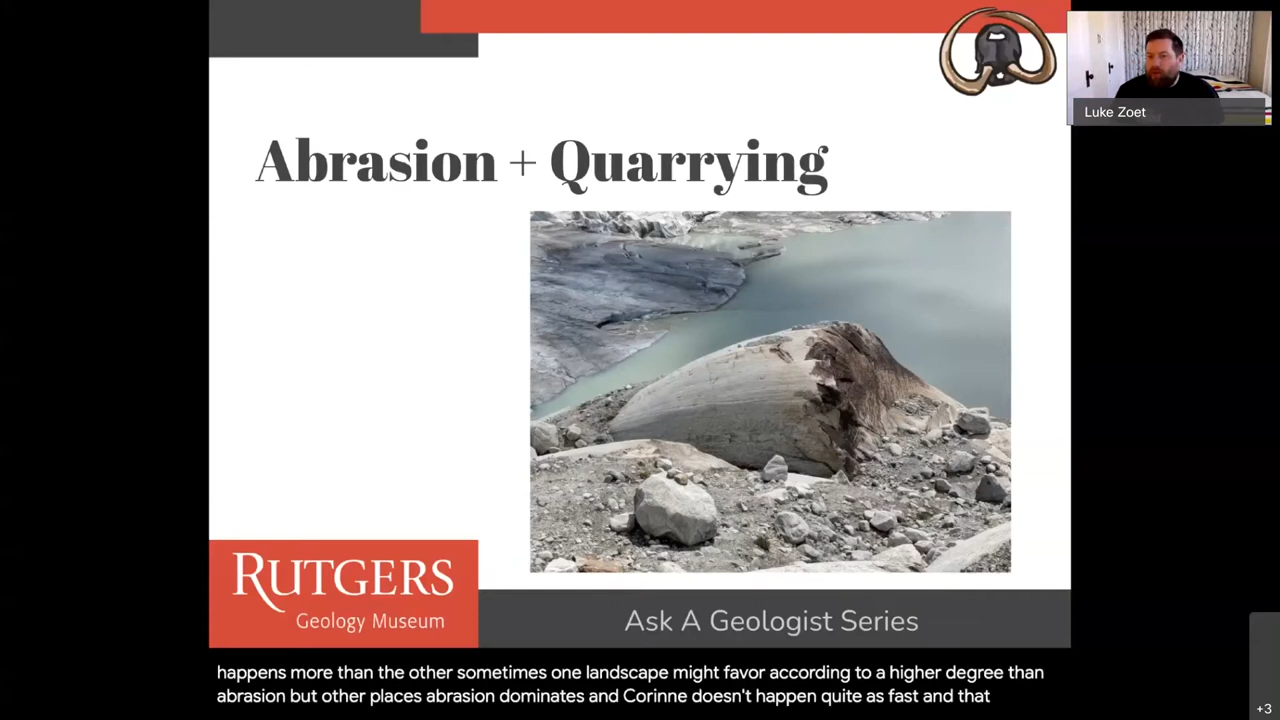 Luke Zoet
Abrasion + Quarrying
RUTGERS
Geology Museum
Ask A Geologist Series
happens more than the other sometimes one landscape might favor according to a higher degree than
abrasion but other places abrasion dominates and Corinne doesn't happen quite as fast and that
+3